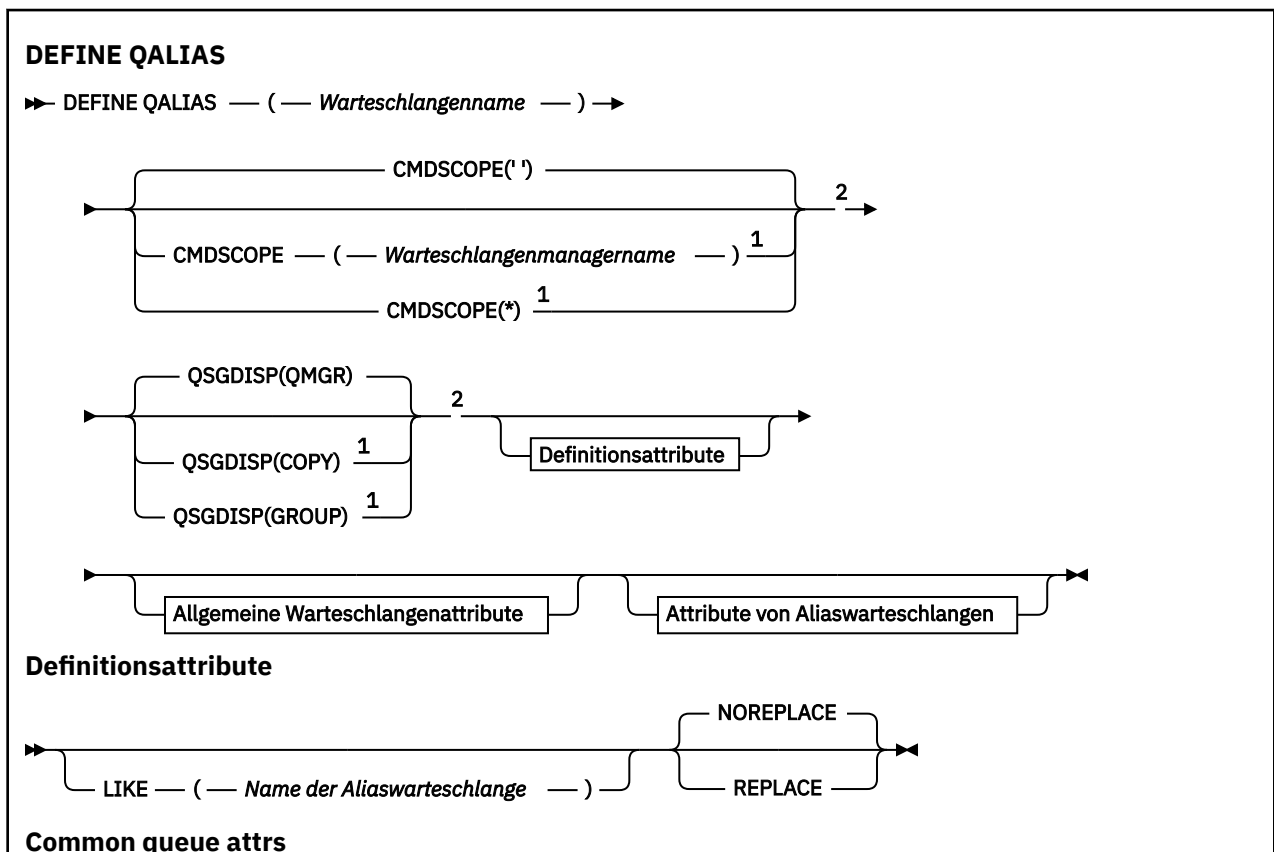 DEFINE QALIAS
DEFINE QALIAS ( Warteschlangenname )
CMDSCOPE(' ')
2
CMDSCOPE ( Warteschlangenmanagername ) 1
CMDSCOPE(*) 1
QSGDISP(QMGR)
2
QSGDISP(COPY) 1
Definitionsattribute
QSGDISP(GROUP) 1
Allgemeine Warteschlangenattribute Attribute von Aliaswarteschlangen
Definitionsattribute
NOREPLACE
LIKE ( Name der Aliaswarteschlange ) REPLACE
Common queue attrs